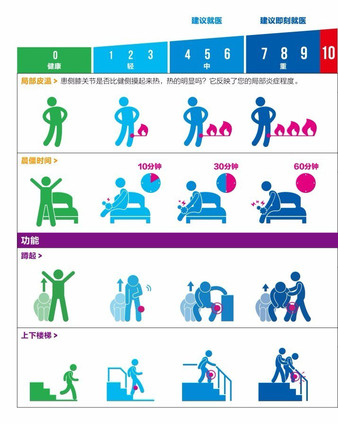 建议就医 建议即刻就医
0 1 2 3 4 5 6 7 8 9 10
健康 轻 中 重
局部皮温 > 患侧膝关节是否比健侧摸起来热，热的明显吗？它反映了您的局部炎症程度。
晨僵时间 >
10分钟 30分钟 60分钟
功能
蹲起 >
上下楼梯 >